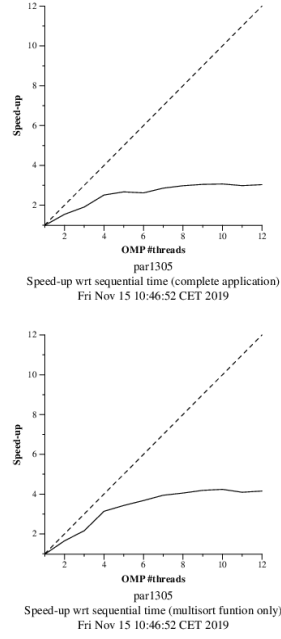 12
10
8
6
4
2
Speed-up
2 4 6 8 10 12
OMP #threads
par1305
Speed-up wrt sequential time (complete application)
Fri Nov 15 10:46:52 CET 2019
12
10
8
6
4
2
Speed-up
2 4 6 8 10 12
OMP #threads
par1305
Speed-up wrt sequential time (multisort funtion only)
Fri Nov 15 10:46:52 CET 2019